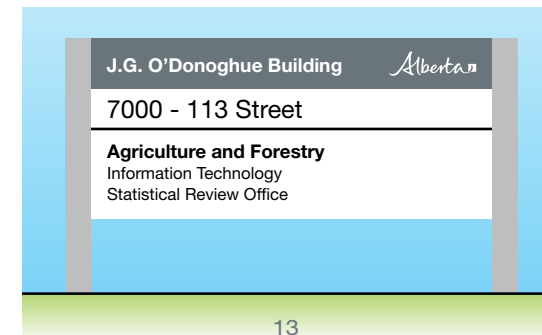 J.G. O’Donoghue Building Alberta
7000 - 113 Street
Agriculture and Forestry
Information Technology
Statistical Review Office
13